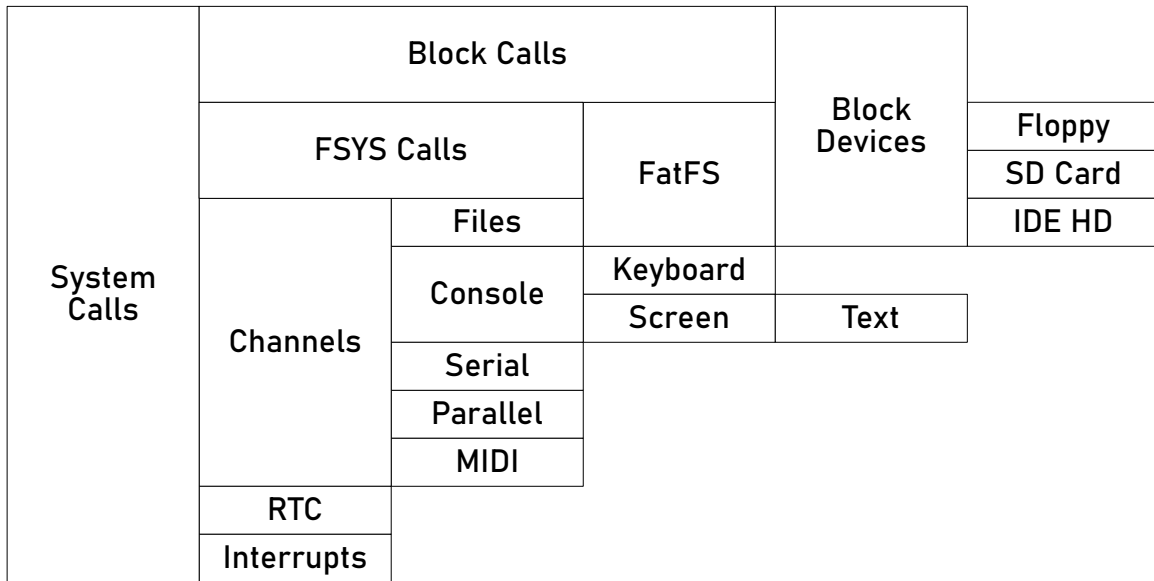 Block Calls
Block
Devices
Floppy
FSYS Calls
FatFS
SD Card
Files
IDE HD
System
Calls
Channels
Console
Keyboard
Screen
Text
Serial
Parallel
MIDI
RTC
Interrupts